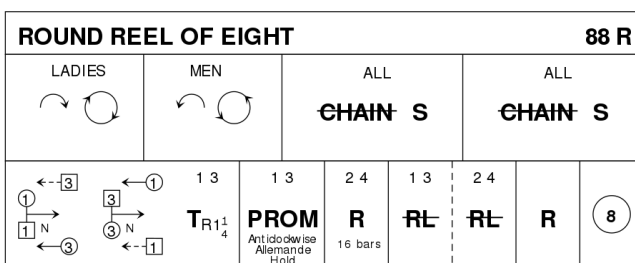 ROUND REEL OF EIGHT 88 R
LADIES MEN ALL ALL
CHAIN S CHAIN S
3 1 1 3 1 3 2 4 1 3 2 4
1 3
N N TR1¼ PROM R RL RL R 8
1 3 Antidockwise 16 bars
3 1 Allemande
Hold